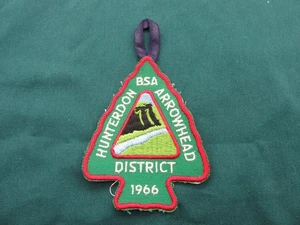 BSA
HUNTERDON ARROWHEAD
DISTRICT
1966